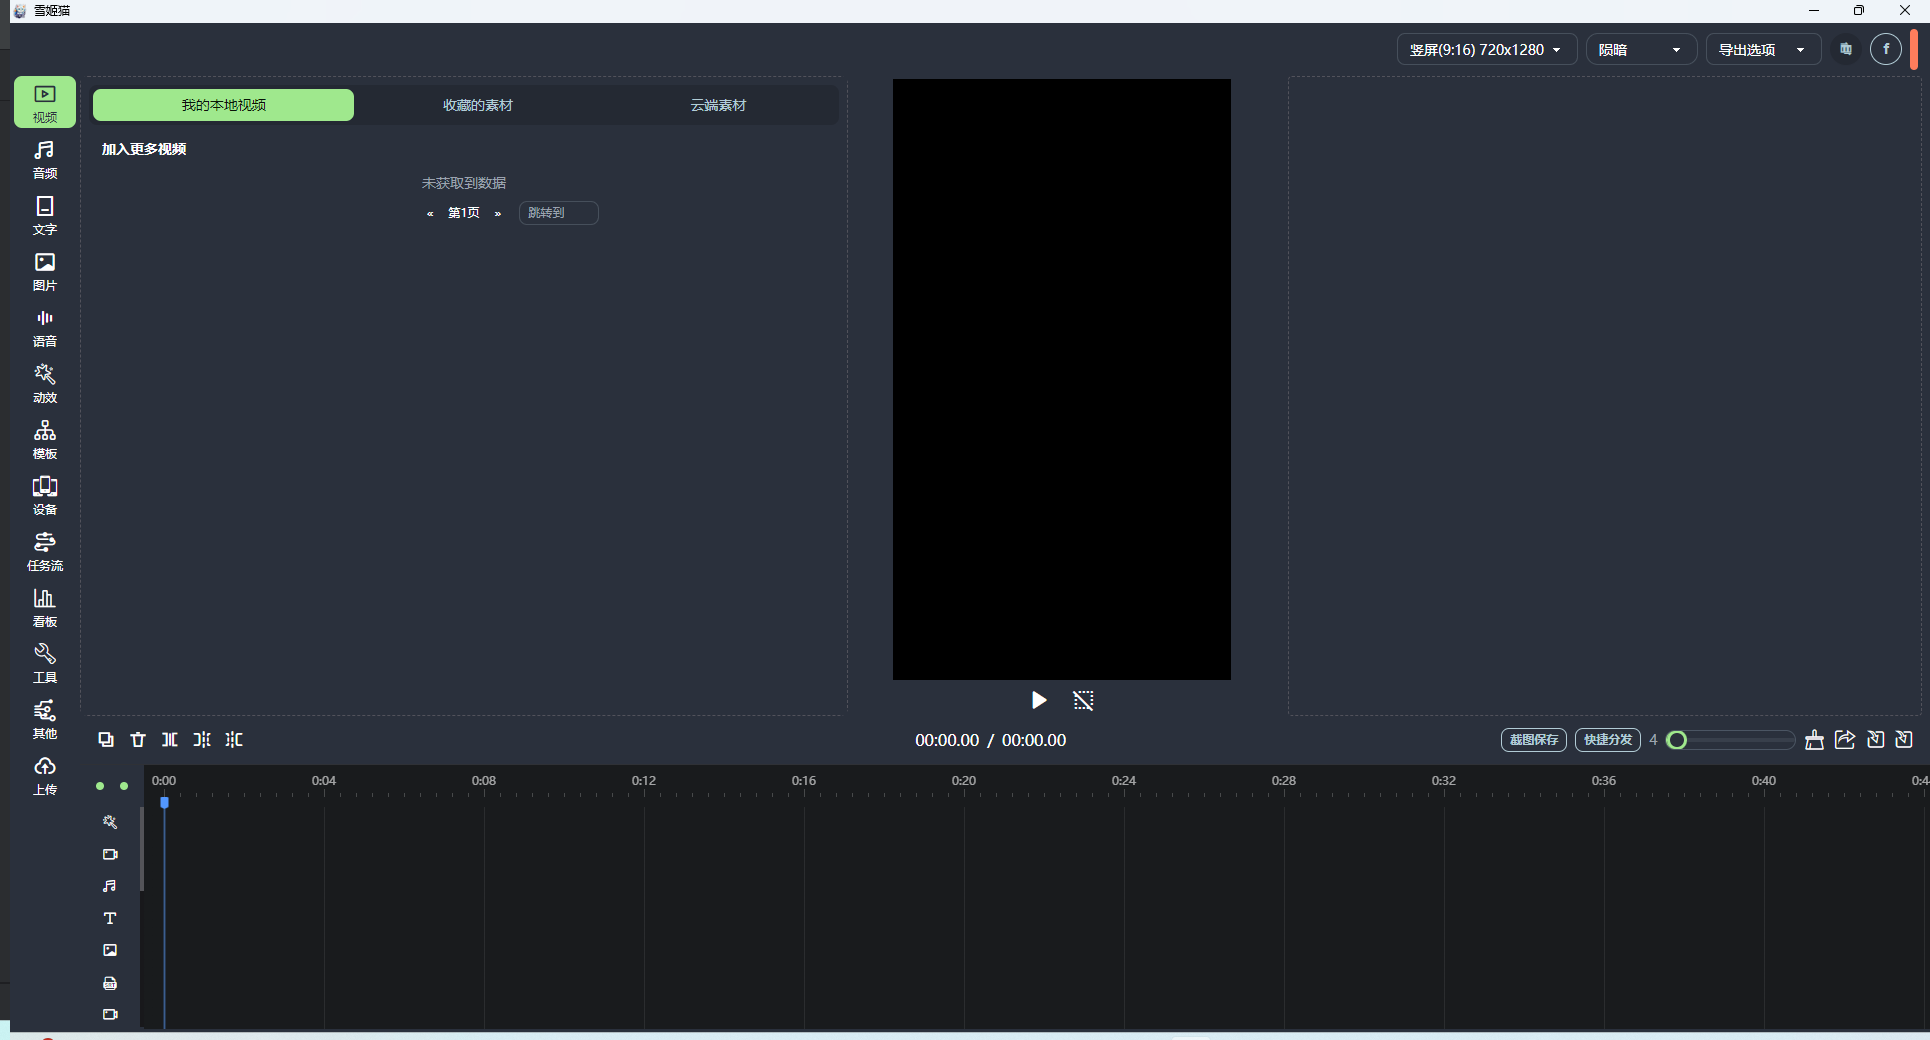 雪姬猫
竖屏(9:16) 720x1280
陨暗
导出选项
f
视频
音频
文字
图片
语音
动效
模板
设备
任务流
看板
工具
其他
上传
我的本地视频
收藏的素材
云端素材
加入更多视频
未获取到数据
« 第1页 » 跳转到
00:00.00 / 00:00.00
截图保存
快捷分发
4
0:00 0:04 0:08 0:12 0:16 0:20 0:24 0:28 0:32 0:36 0:40